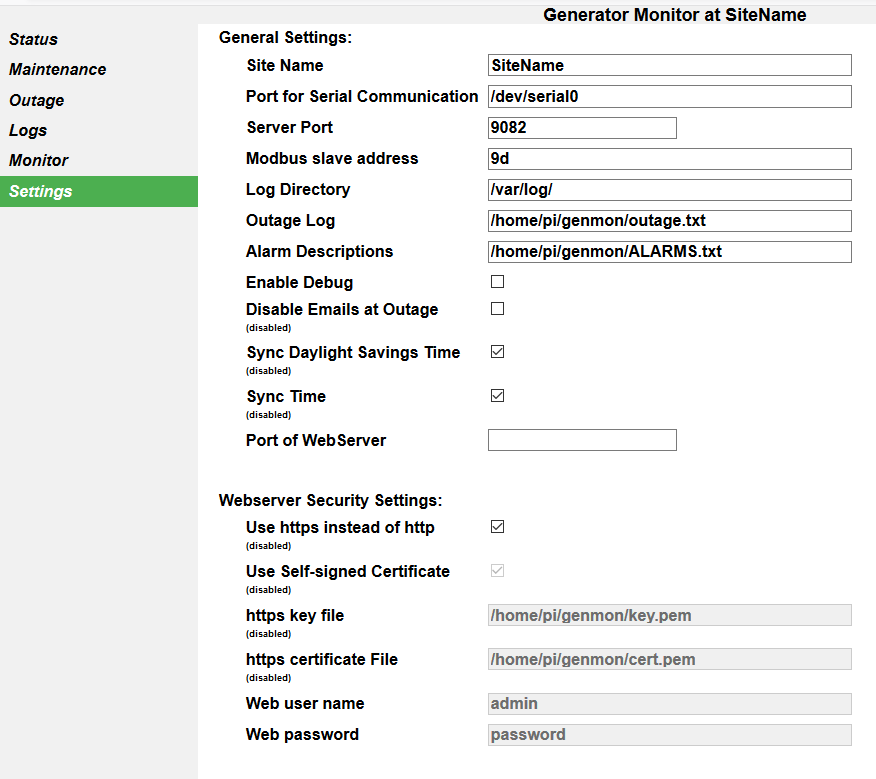 Generator Monitor at SiteName
Status
Maintenance
Outage
Logs
Monitor
Settings
General Settings:
Site Name SiteName
Port for Serial Communication /dev/serial0
Server Port 9082
Modbus slave address 9d
Log Directory /var/log/
Outage Log /home/pi/genmon/outage.txt
Alarm Descriptions /home/pi/genmon/ALARMS.txt
Enable Debug
Disable Emails at Outage
(disabled)
Sync Daylight Savings Time
(disabled)
Sync Time
(disabled)
Port of WebServer
Webserver Security Settings:
Use https instead of http
(disabled)
Use Self-signed Certificate
(disabled)
https key file /home/pi/genmon/key.pem
(disabled)
https certificate File /home/pi/genmon/cert.pem
(disabled)
Web user name admin
Web password password